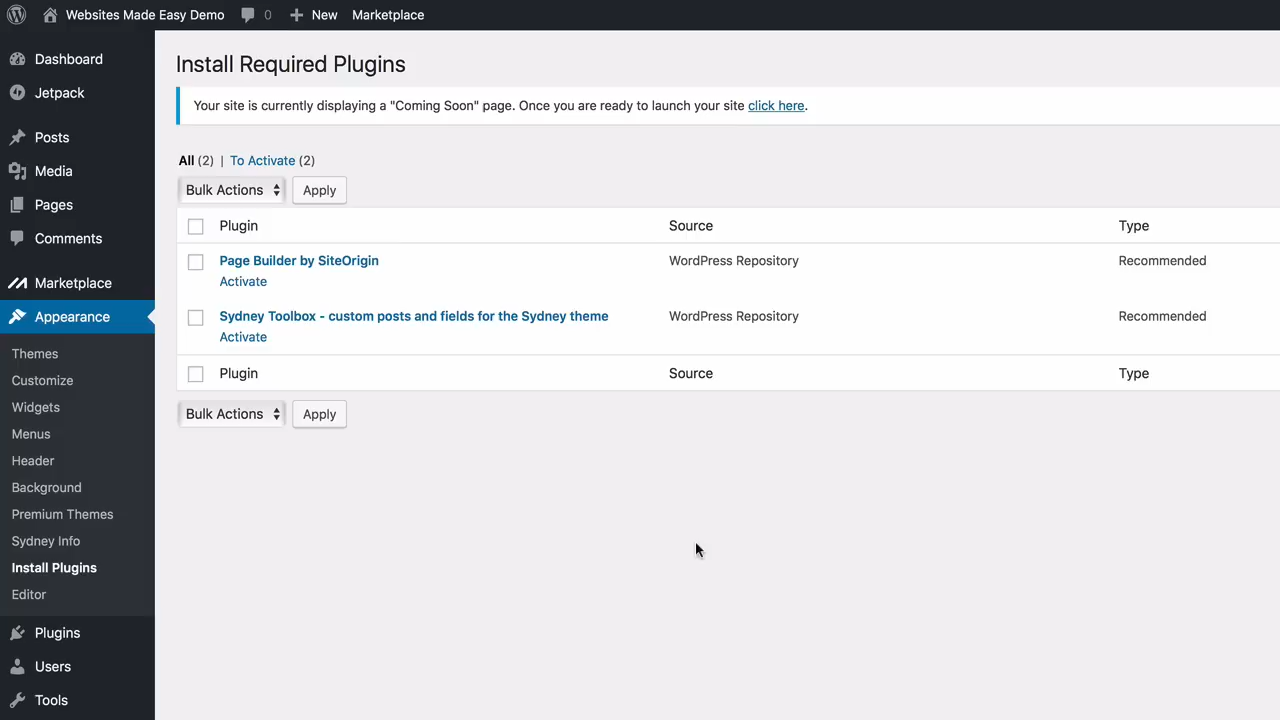 Websites Made Easy Demo 0 New Marketplace
Dashboard
Jetpack
Posts
Media
Pages
Comments
Marketplace
Appearance
Themes
Customize
Widgets
Menus
Header
Background
Premium Themes
Sydney Info
Install Plugins
Editor
Plugins
Users
Tools
Install Required Plugins
Your site is currently displaying a "Coming Soon" page. Once you are ready to launch your site click here.
All (2) | To Activate (2)
Bulk Actions Apply
Plugin Source Type
Page Builder by SiteOrigin WordPress Repository Recommended
Activate
Sydney Toolbox - custom posts and fields for the Sydney theme WordPress Repository Recommended
Activate
Plugin Source Type
Bulk Actions Apply